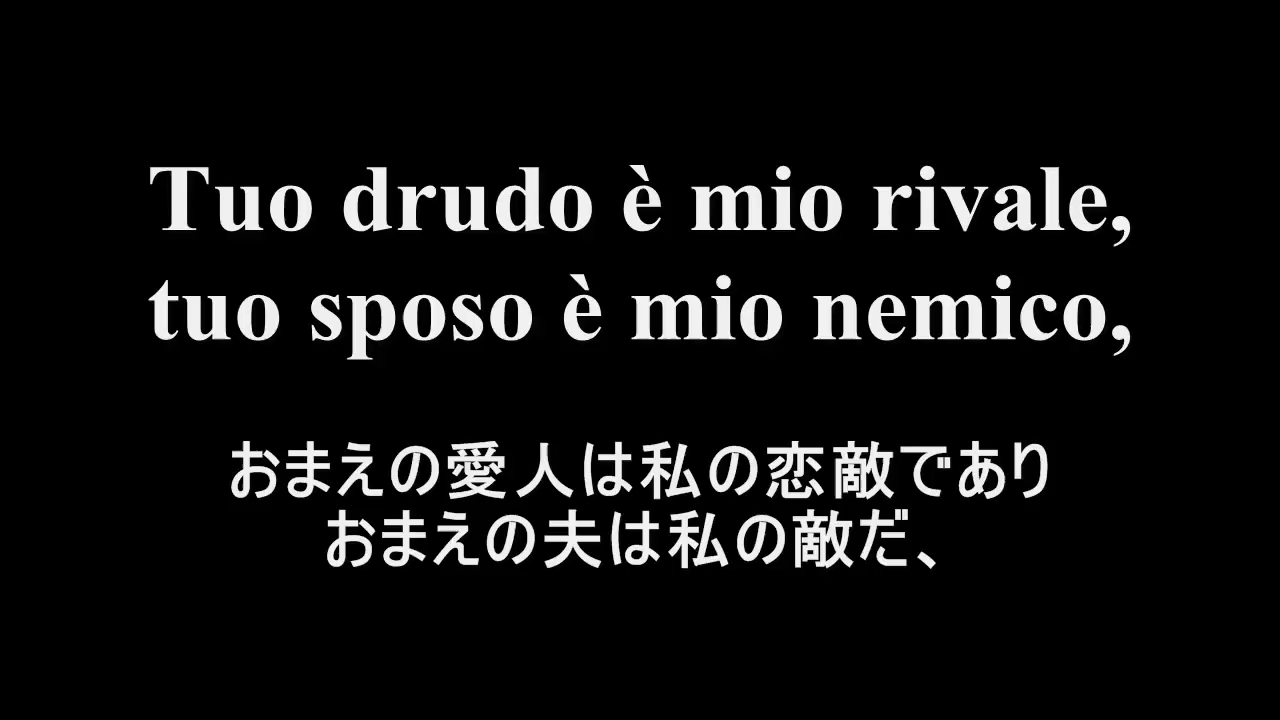 Tuo drudo è mio rivale,
tuo sposo è mio nemico,
おまえの愛人は私の恋敵であり
おまえの夫は私の敵だ、